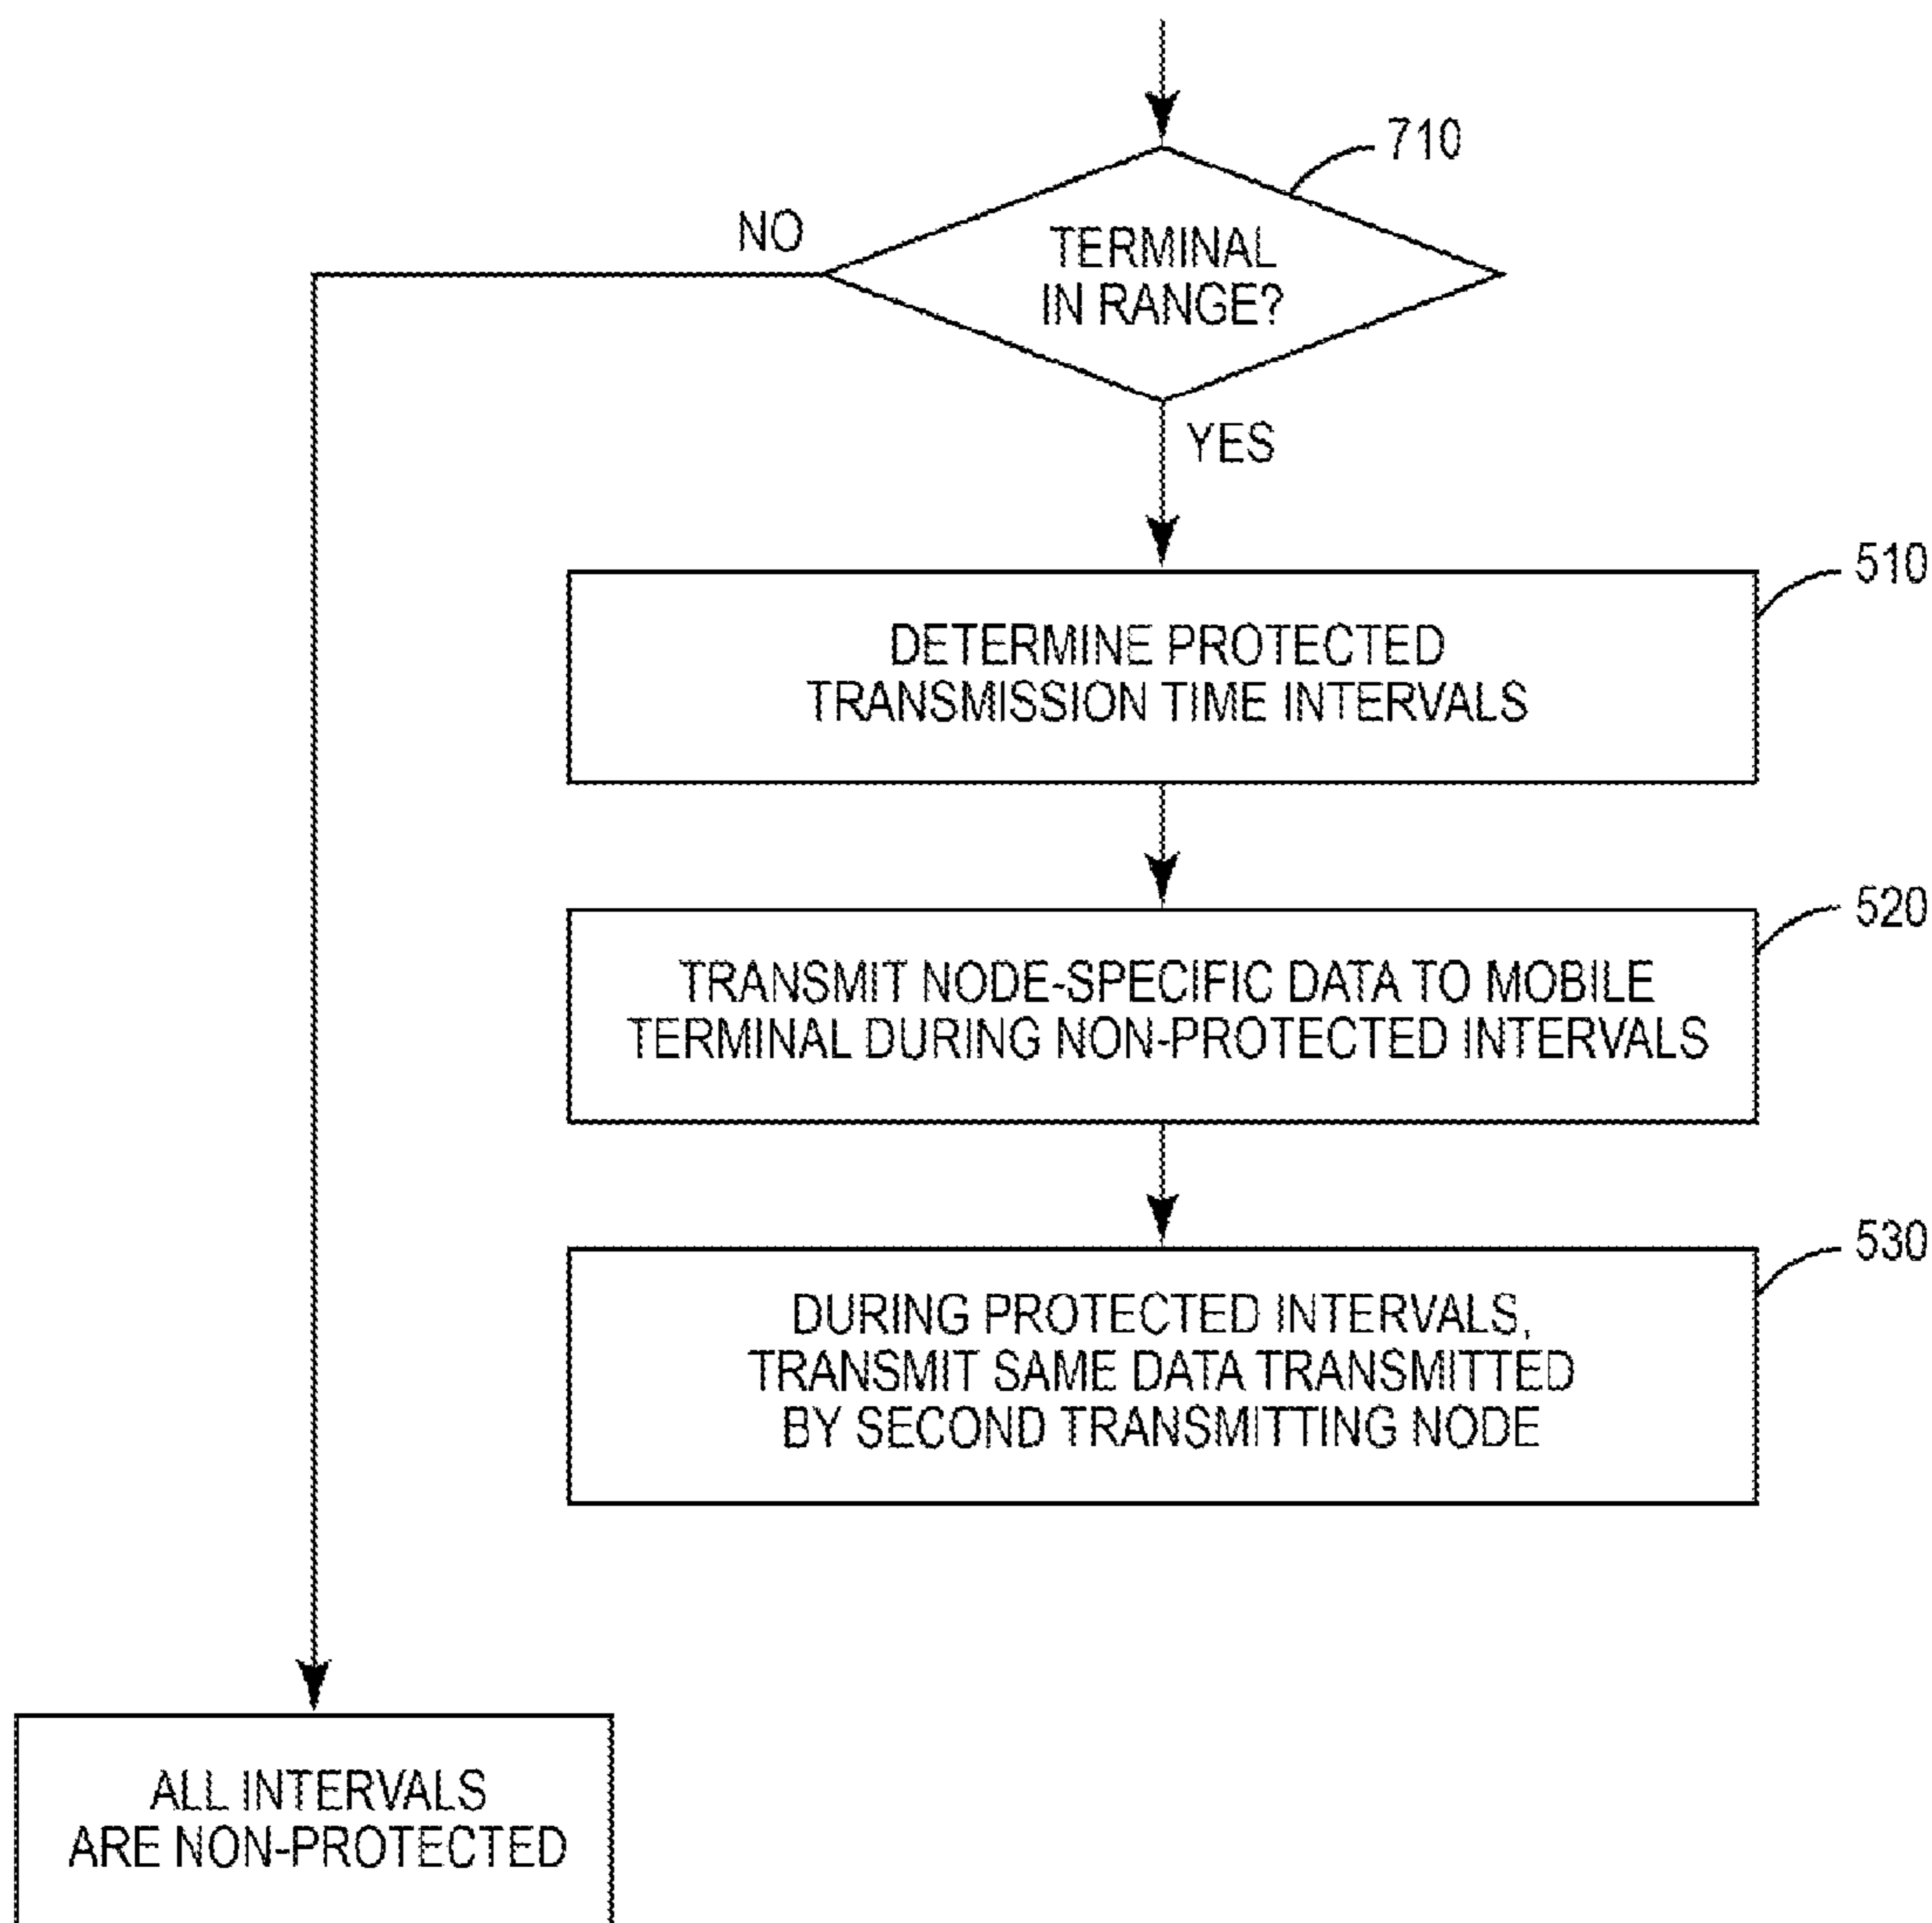 710
NO
TERMINAL
IN RANGE?
YES
510
DETERMINE PROTECTED
TRANSMISSION TIME INTERVALS
520
TRANSMIT NODE-SPECIFIC DATA TO MOBILE
TERMINAL DURING NON-PROTECTED INTERVALS
530
DURING PROTECTED INTERVALS,
TRANSMIT SAME DATA TRANSMITTED
BY SECOND TRANSMITTING NODE
ALL INTERVALS
ARE NON-PROTECTED